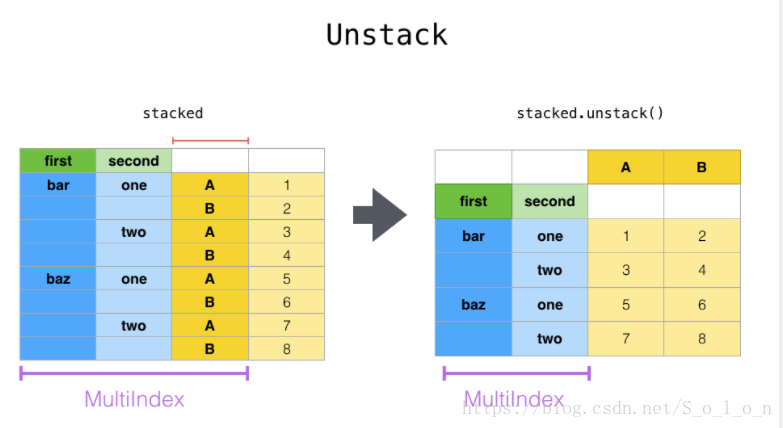 Unstack
stacked
first second
bar one A 1
B 2
two A 3
B 4
baz one A 5
B 6
two A 7
B 8
MultiIndex
stacked.unstack()
A B
first second
bar one 1 2
two 3 4
baz one 5 6
two 7 8
MultiIndex
https://blog.csdn.net/S_o_l_o_n